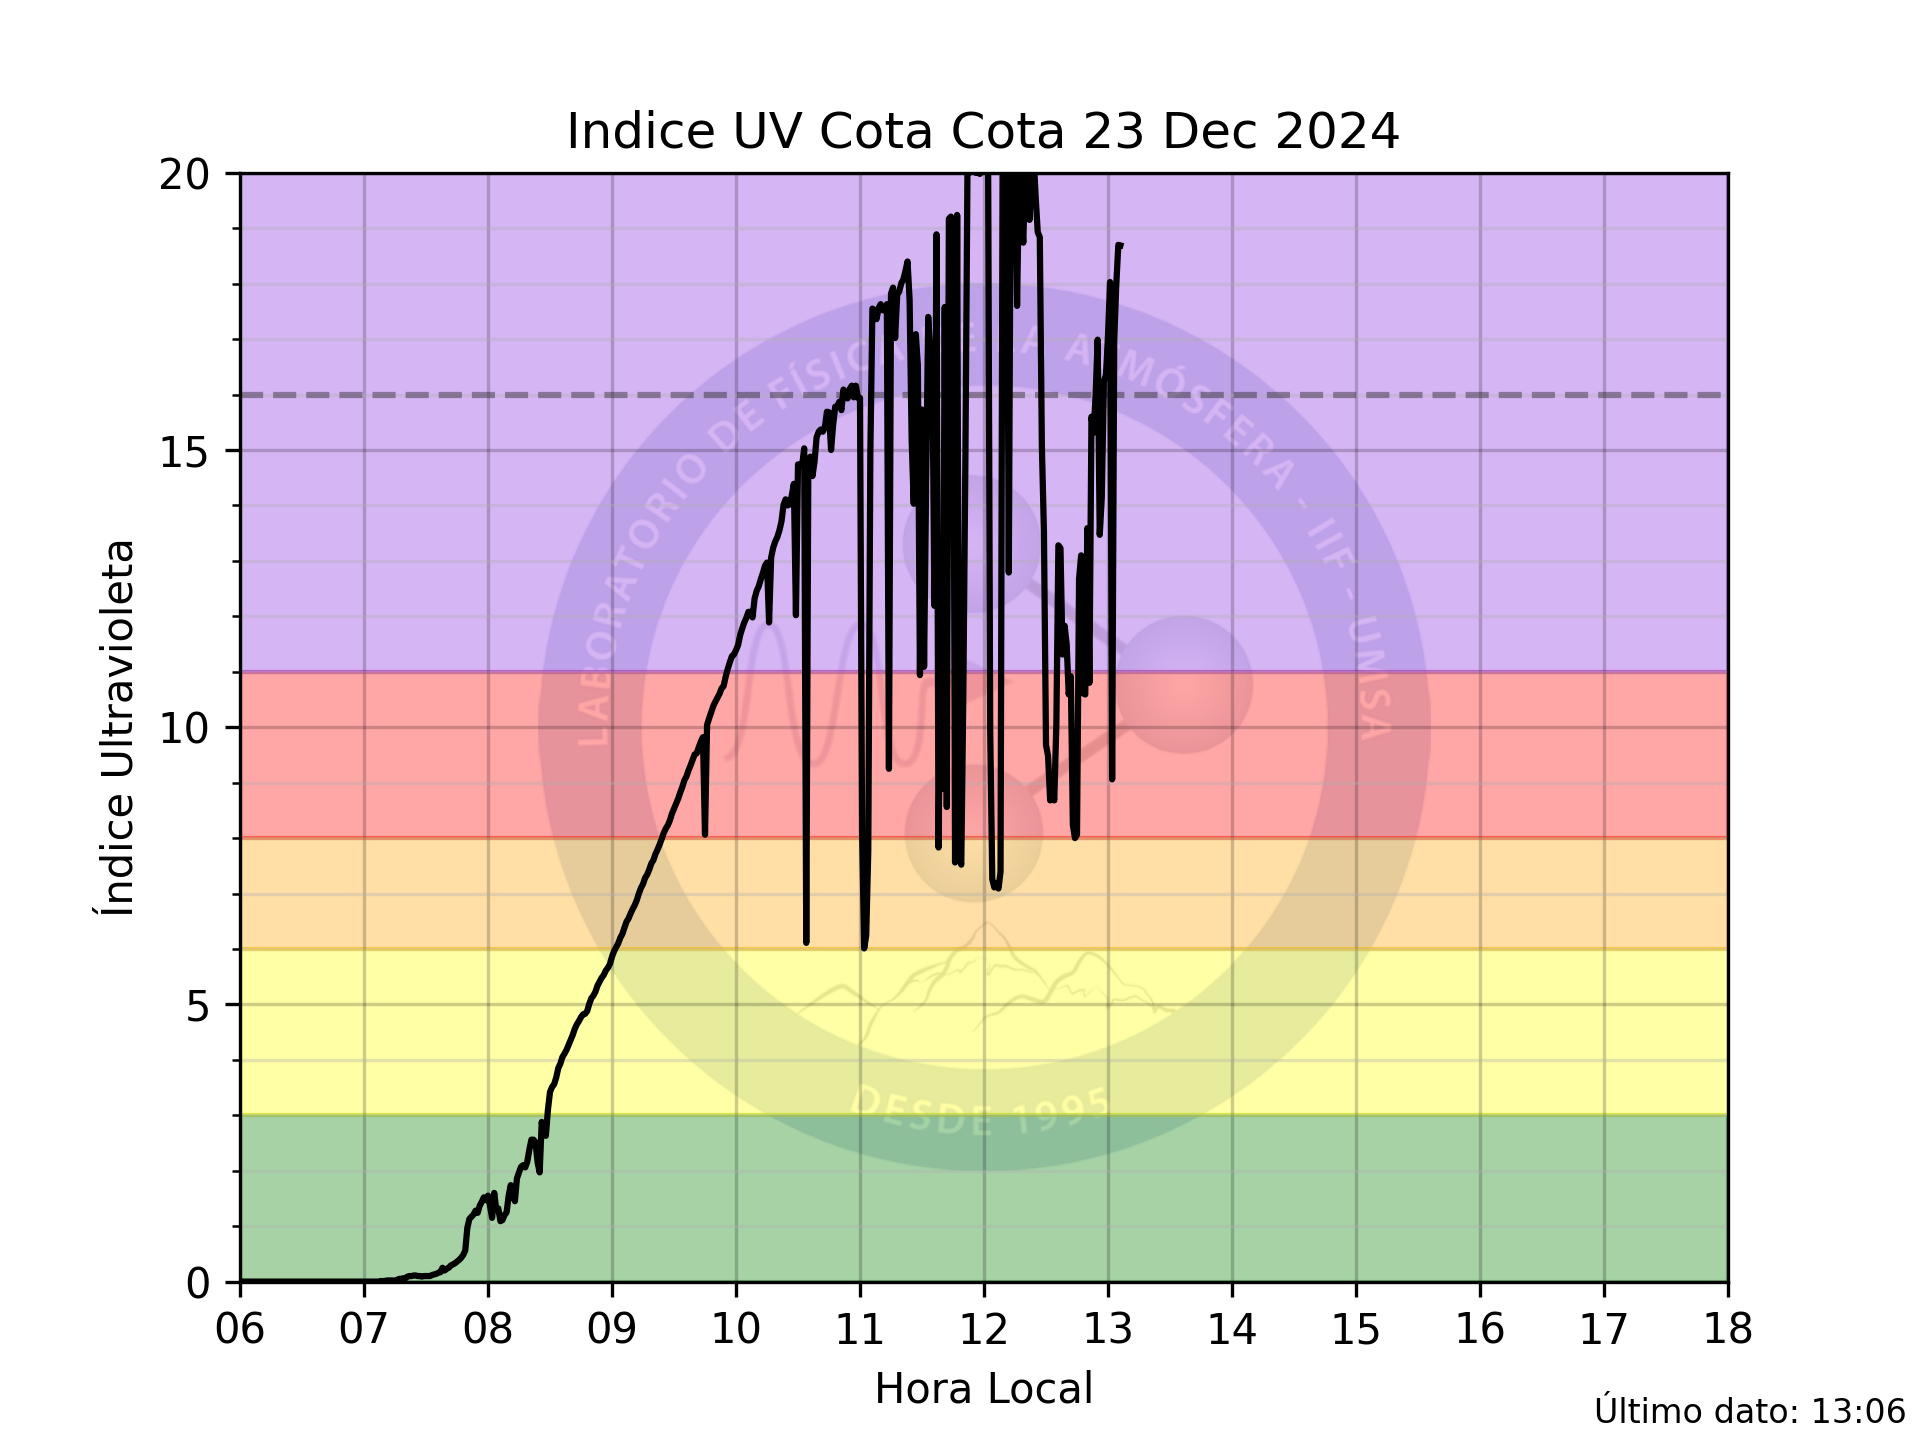 Indice UV Cota Cota 23 Dec 2024
20
15
10
5
0
Índice Ultravioleta
LABORATORIO DE FÍSICA DE LA ATMÓSFERA - IIF - UMSA
DESDE 1995
06 07 08 09 10 11 12 13 14 15 16 17 18
Hora Local
Último dato: 13:06